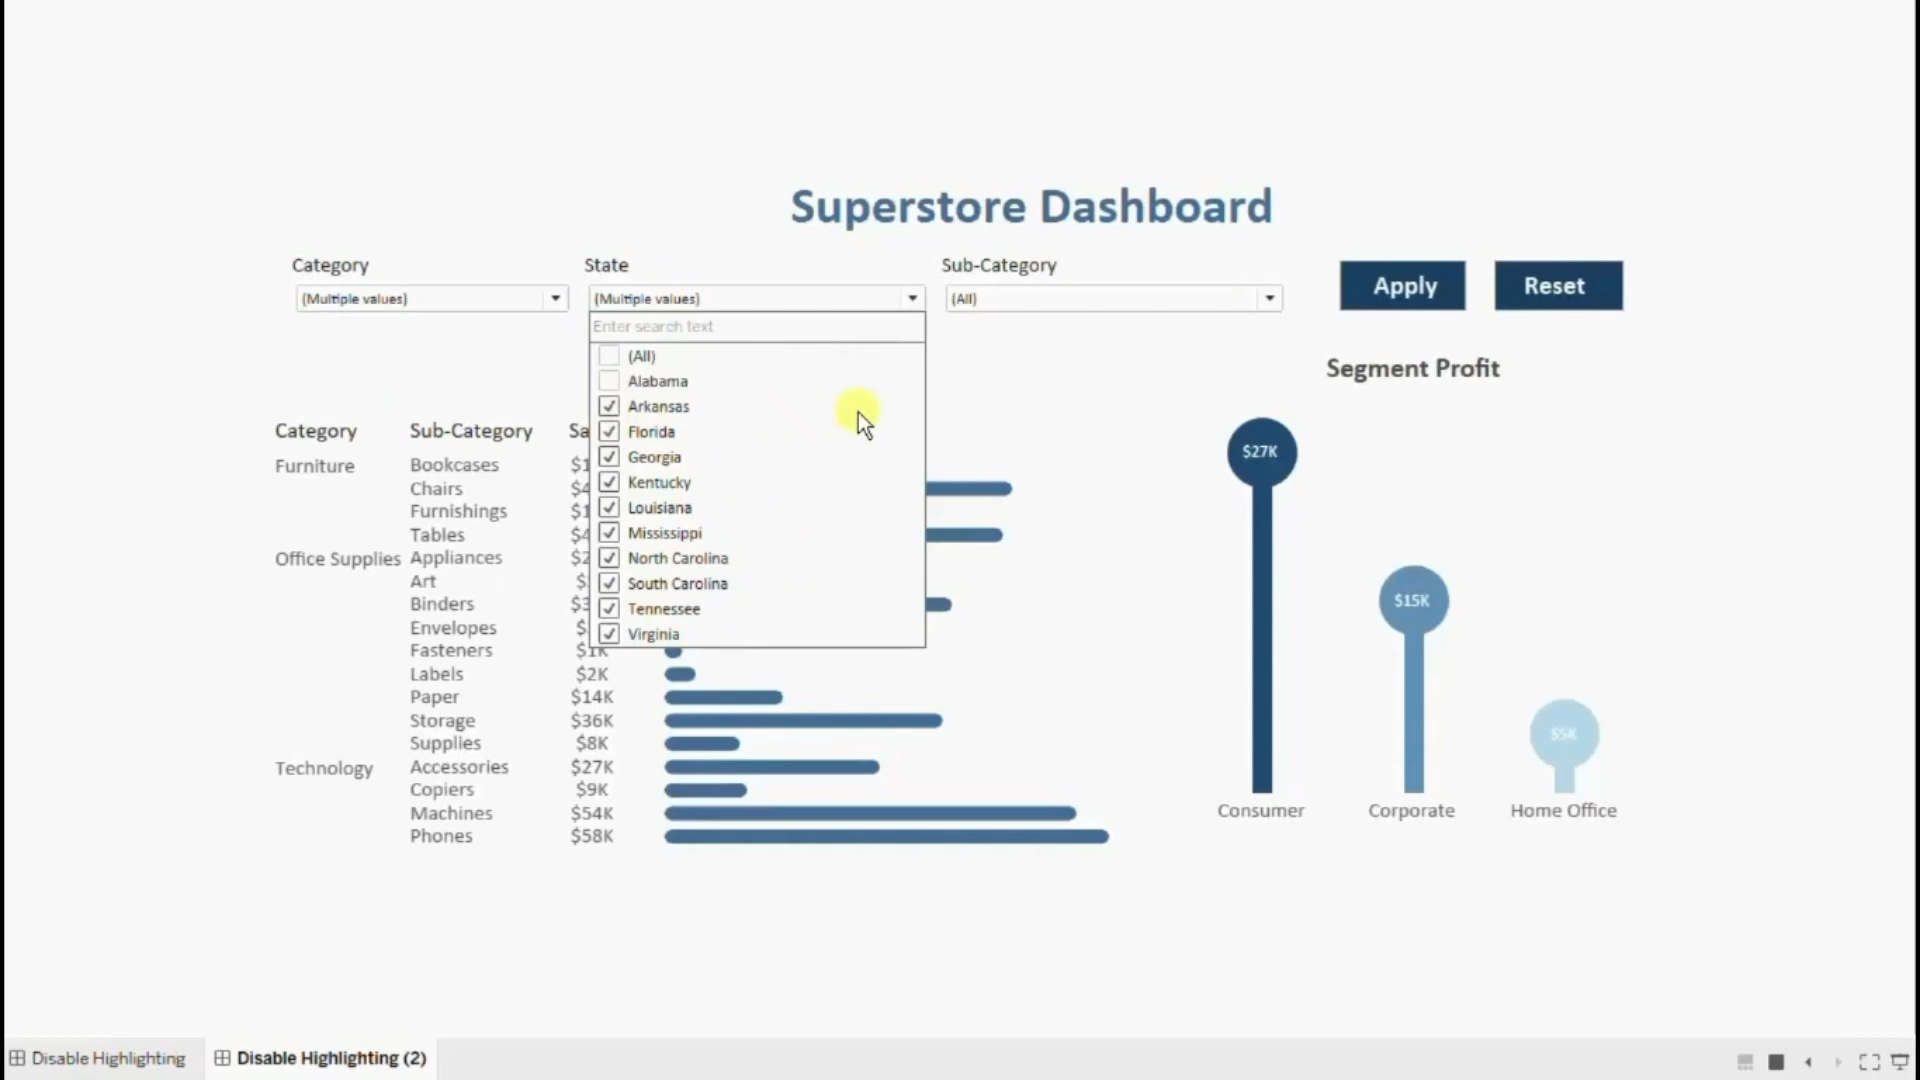 Superstore Dashboard
Category State Sub-Category
(Multiple values) (Multiple values) (All)
Apply Reset
Enter search text
(All)
Alabama
Arkansas
Florida
Georgia
Kentucky
Louisiana
Mississippi
North Carolina
South Carolina
Tennessee
Virginia
Segment Profit
Category Sub-Category
Furniture Bookcases
Chairs
Furnishings
Tables
Office Supplies Appliances
Art
Binders
Envelopes
Fasteners $1K
Labels $2K
Paper $14K
Storage $36K
Supplies $8K
Technology Accessories $27K
Copiers $9K
Machines $54K
Phones $58K
$27K
$15K
$5K
Consumer Corporate Home Office
Disable Highlighting Disable Highlighting (2)